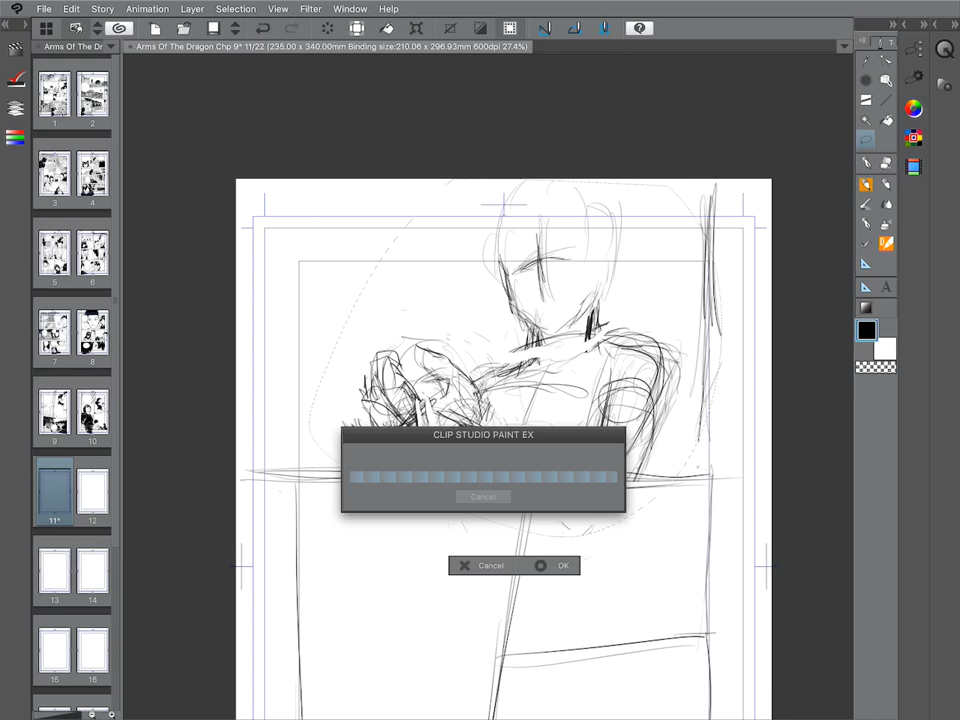 File Edit Story Animation Layer Selection View Filter Window Help
Arms Of The Dr
Arms Of The Dragon Chp 9* 11/22 (235.00 x 340.00mm Binding size:210.06 x 296.93mm 600dpi 27.4%)
1 2
3 4
5 6
7 8
9 10
11* 12
13 14
15 16
T
A
CLIP STUDIO PAINT EX
Cancel
Cancel OK